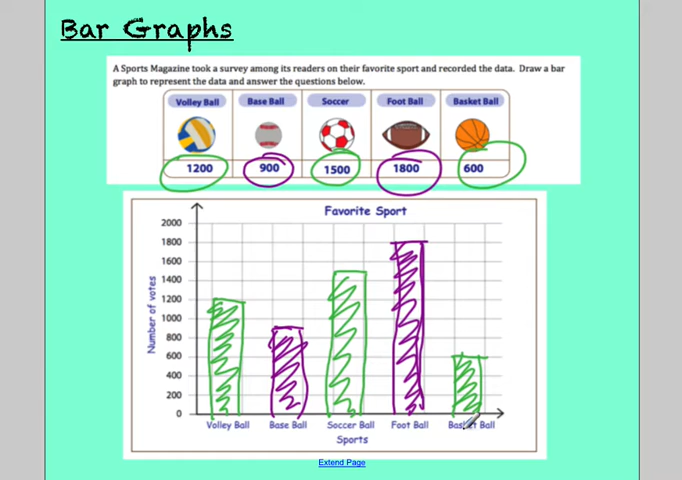 Bar Graphs
A Sports Magazine took a survey among its readers on their favorite sport and recorded the data. Draw a bar
graph to represent the data and answer the questions below.
Volley Ball Base Ball Soccer Foot Ball Basket Ball
1200 900 1500 1800 600
Favorite Sport
2000
1800
1600
1400
1200
1000
800
600
400
200
0
Number of votes
Volley Ball Base Ball Soccer Ball Foot Ball Basket Ball
Sports
Extend Page